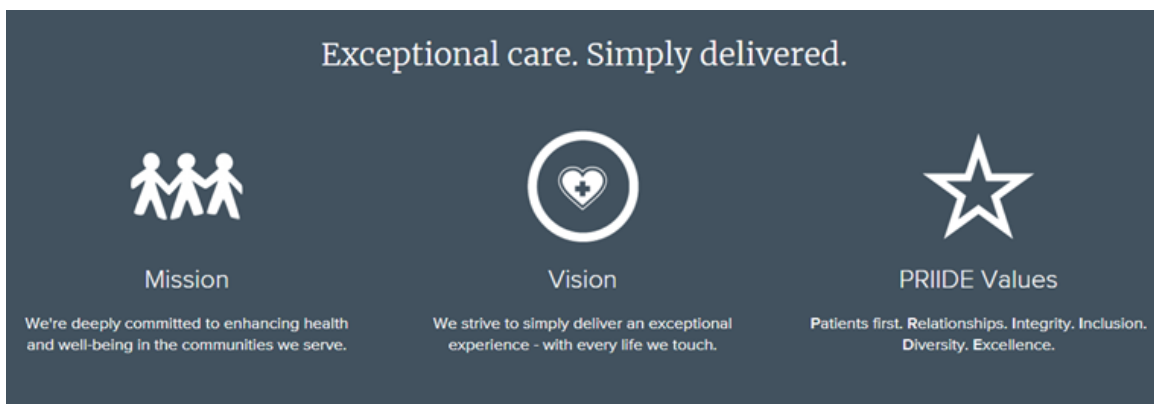 Exceptional care. Simply delivered.
Mission
We're deeply committed to enhancing health
and well-being in the communities we serve.
Vision
We strive to simply deliver an exceptional
experience - with every life we touch.
PRIIDE Values
Patients first. Relationships. Integrity. Inclusion.
Diversity. Excellence.